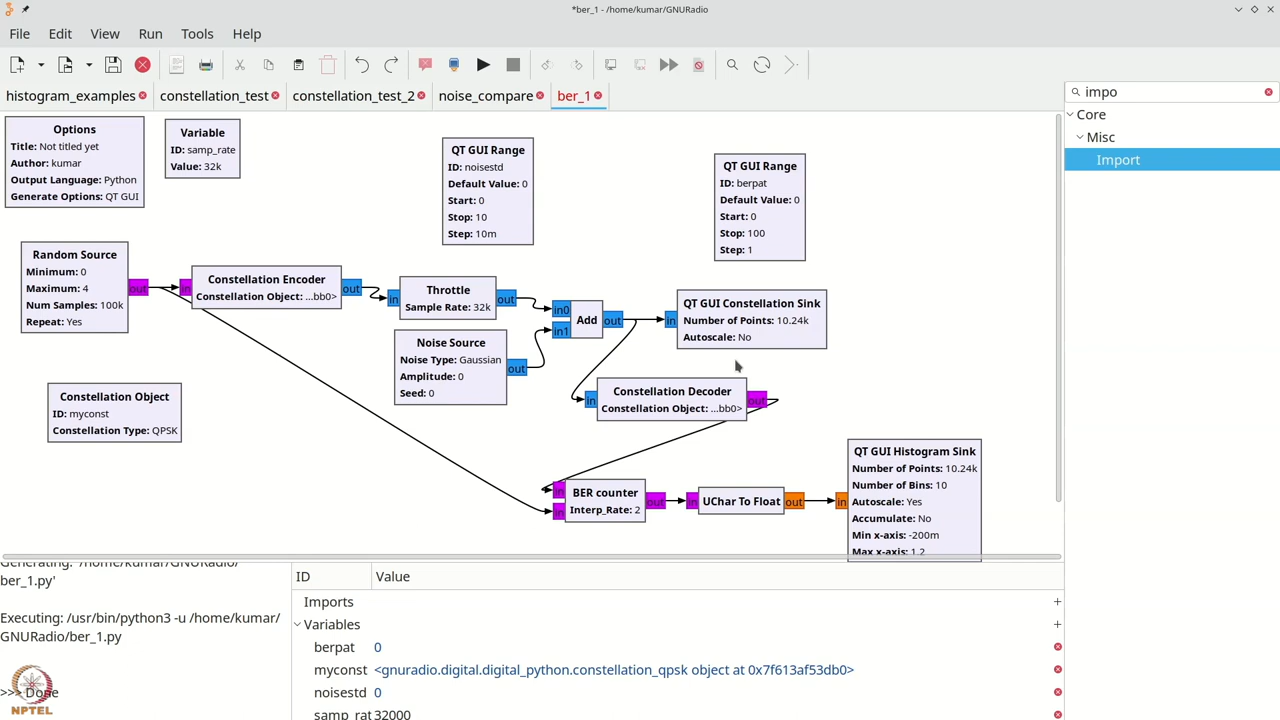 *ber_1 - /home/kumar/GNURadio
File Edit View Run Tools Help
histogram_examples constellation_test constellation_test_2 noise_compare ber_1
impo
Core
Misc
Import
Options
Title: Not titled yet
Author: kumar
Output Language: Python
Generate Options: QT GUI
Variable
ID: samp_rate
Value: 32k
QT GUI Range
ID: noisestd
Default Value: 0
Start: 0
Stop: 10
Step: 10m
QT GUI Range
ID: berpat
Default Value: 0
Start: 0
Stop: 100
Step: 1
Random Source
Minimum: 0
Maximum: 4
Num Samples: 100k
Repeat: Yes
out
in
Constellation Encoder
Constellation Object: ...bb0>
out
in
Throttle
Sample Rate: 32k
out
in0
in1
Add
out
in
QT GUI Constellation Sink
Number of Points: 10.24k
Autoscale: No
Noise Source
Noise Type: Gaussian
Amplitude: 0
Seed: 0
out
Constellation Object
ID: myconst
Constellation Type: QPSK
in
Constellation Decoder
Constellation Object: ...bb0>
out
in
in
BER counter
Interp_Rate: 2
out
in
UChar To Float
out
in
QT GUI Histogram Sink
Number of Points: 10.24k
Number of Bins: 10
Autoscale: Yes
Accumulate: No
Min x-axis: -200m
Max x-axis: 1.2
Generating: '/home/kumar/GNURadio/
ber_1.py'
Executing: /usr/bin/python3 -u /home/kumar/
GNURadio/ber_1.py
>>> Done
NPTEL
ID Value
Imports
Variables
berpat 0
myconst <gnuradio.digital.digital_python.constellation_qpsk object at 0x7f613af53db0>
noisestd 0
samp_rat 32000